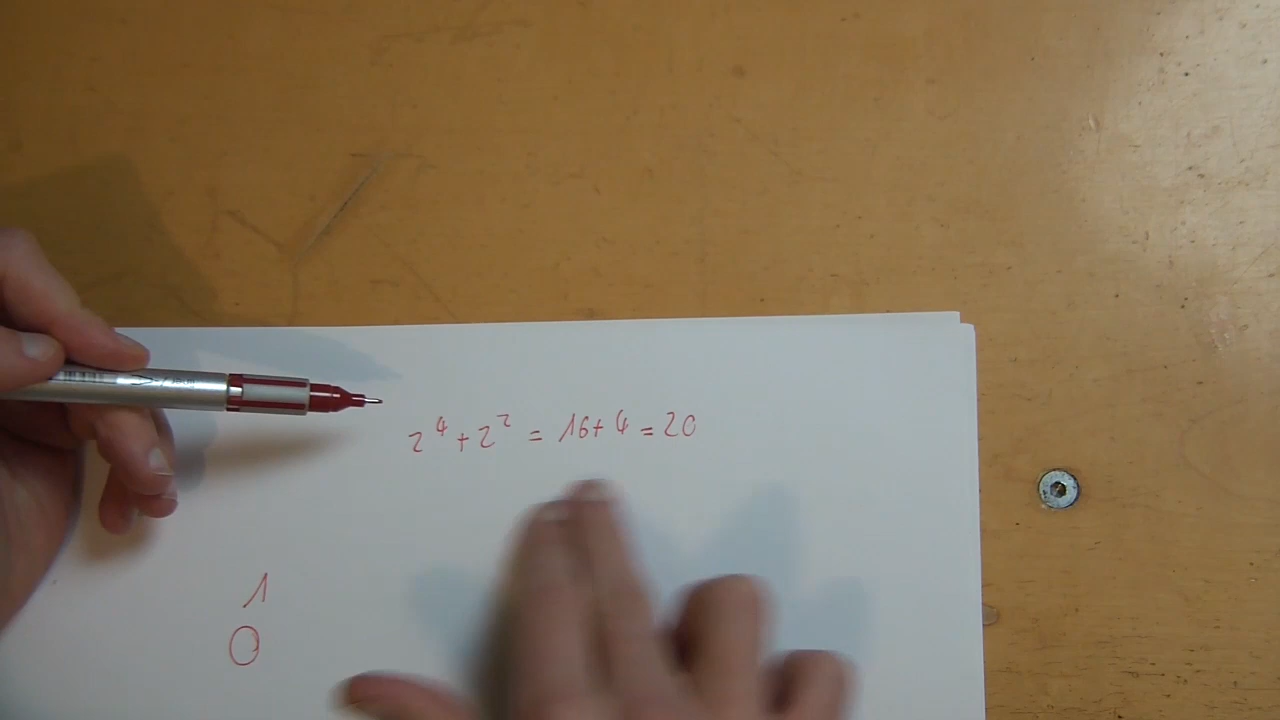 2⁴+2² = 16+4 = 20
1
0